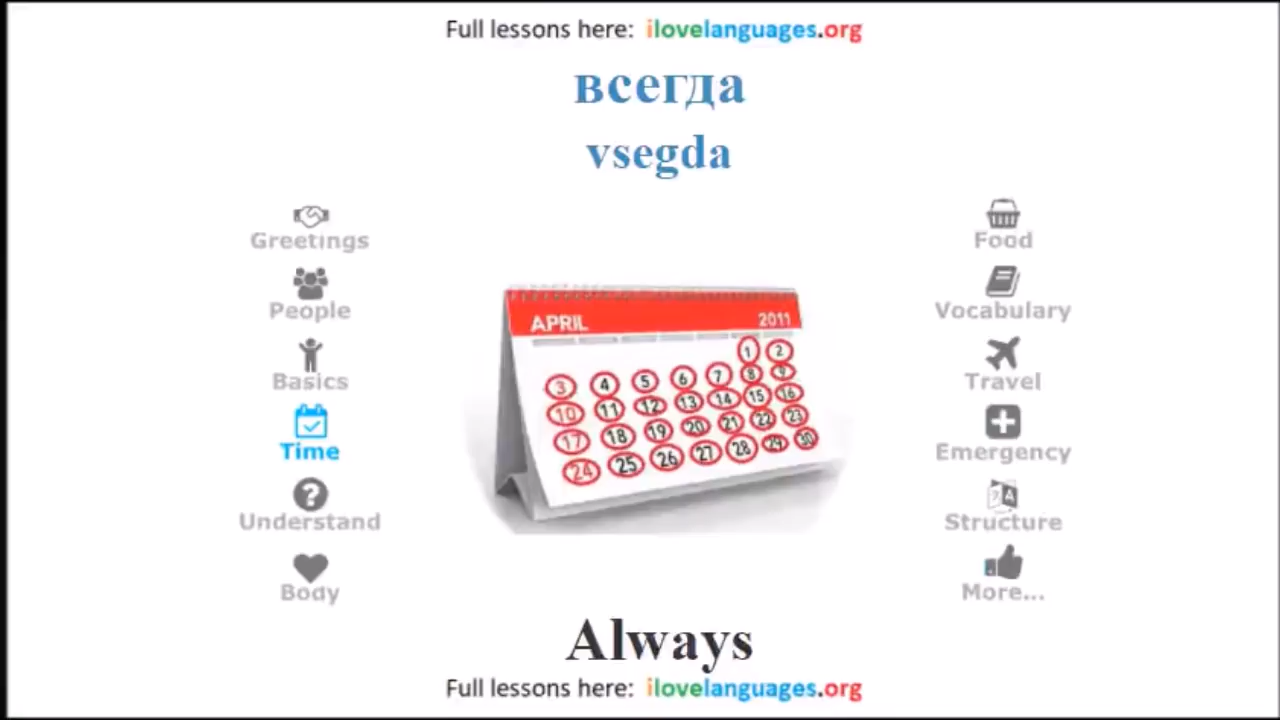 Full lessons here: ilovelanguages.org
всегда
vsegda
Greetings
People
Basics
Time
Understand
Body
APRIL 2011
1 2
3 4 5 6 7 8 9
10 11 12 13 14 15 16
17 18 19 20 21 22 23
24 25 26 27 28 29 30
Food
Vocabulary
Travel
Emergency
Structure
More...
Always
Full lessons here: ilovelanguages.org